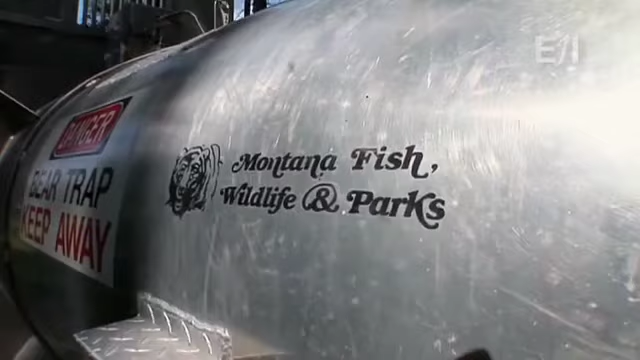 E/I
DANGER
BEAR TRAP
KEEP AWAY
Montana Fish,
Wildlife & Parks